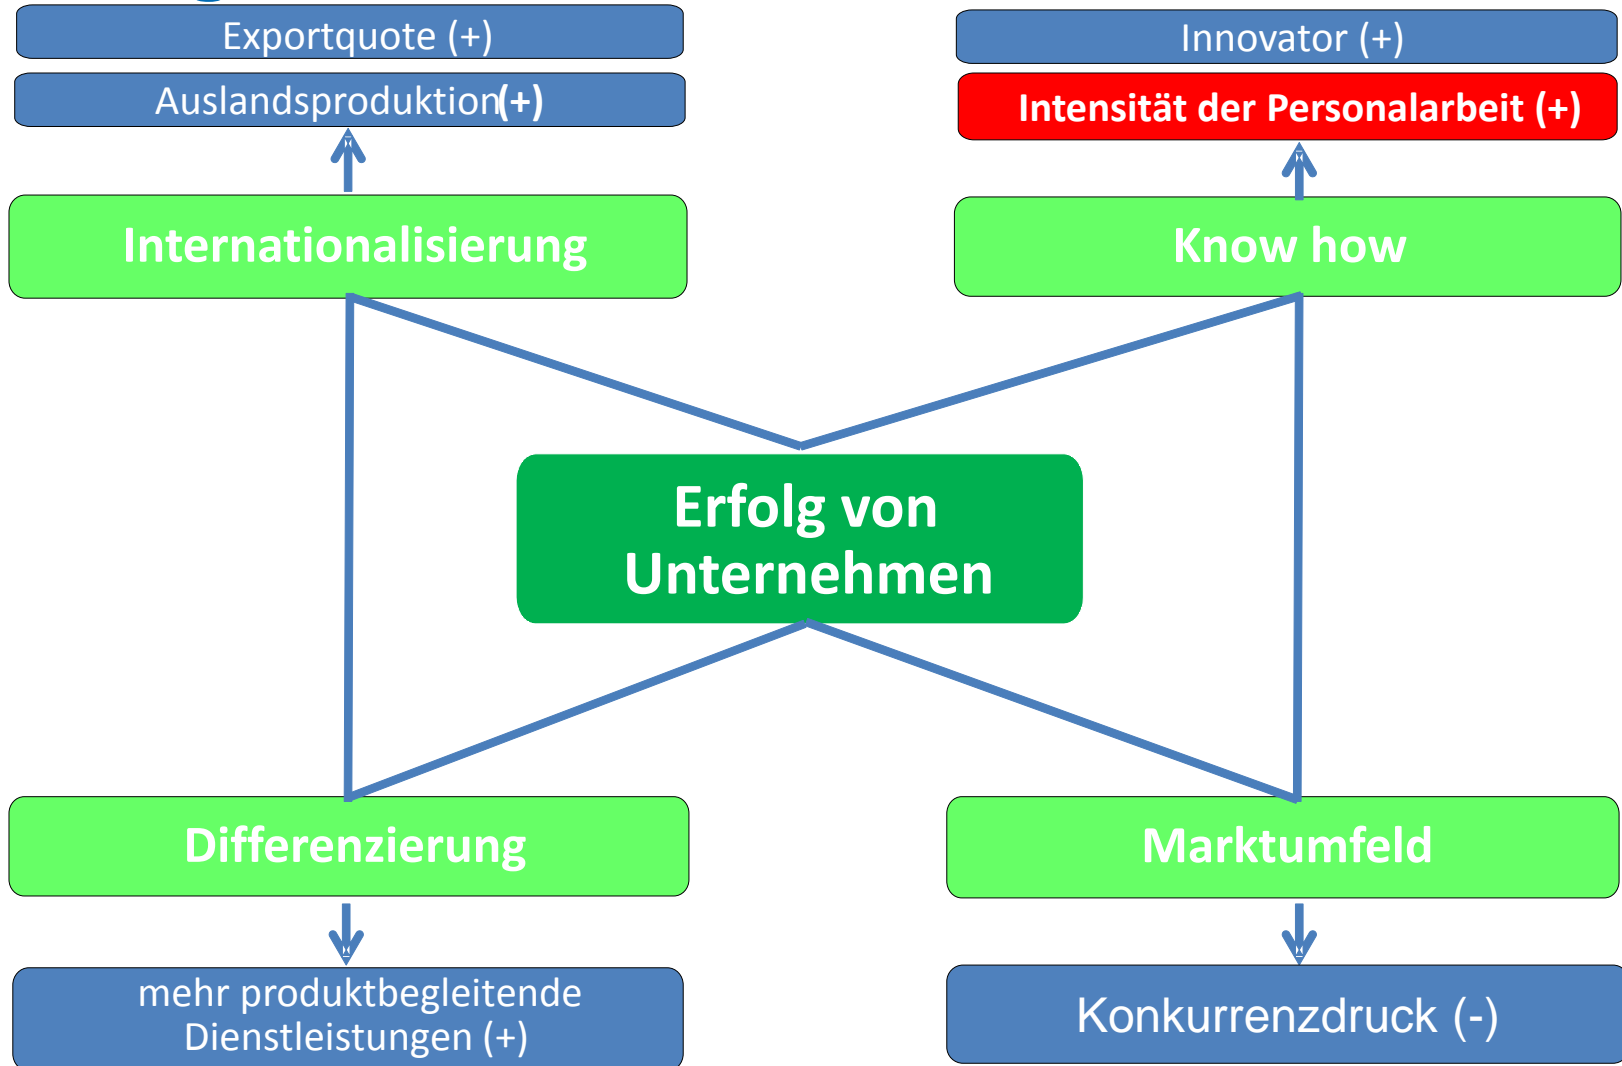 Exportquote (+)
Innovator (+)
Auslandsproduktion(+)
Intensität der Personalarbeit (+)
Internationalisierung
Know how
Erfolg von
Unternehmen
Differenzierung
Marktumfeld
mehr produktbegleitende
Dienstleistungen (+)
Konkurrenzdruck (-)